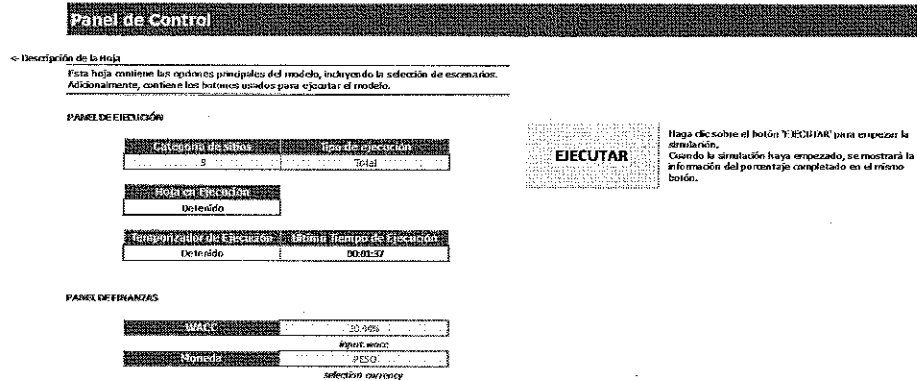 Panel de Control
<- Descripción de la Hoja
Esta hoja contiene las opciones principales del modelo, incluyendo la selección de escenarios.
Adicionalmente, contiene los botones usados para ejecutar el modelo.
PANEL DE EJECUCIÓN
Categoría de sitios Tipo de ejecución
9 Total
EJECUTAR
Haga clic sobre el botón 'EJECUTAR' para empezar la
simulación.
Cuando la simulación haya empezado, se mostrará la
información del porcentaje completado en el mismo
botón.
Hoja en Ejecución
Detenido
Temporizador de Ejecución Último Tiempo de Ejecución
Detenido 00:01:37
PANEL DE FINANZAS
WACC
input wacc
Moneda PESO
selection currency